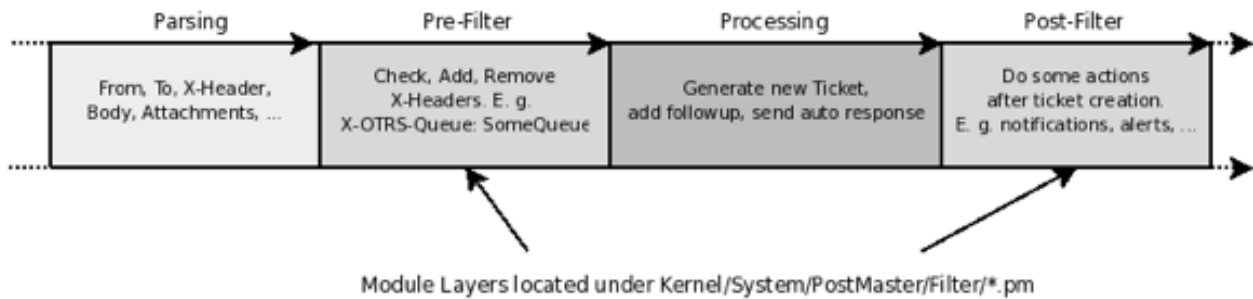 Parsing
Pre-Filter
Processing
Post-Filter
From, To, X-Header,
Body, Attachments, ...
Check, Add, Remove
X-Headers. E. g.
X-OTRS-Queue: SomeQueue
Generate new Ticket,
add followup, send auto response
Do some actions
after ticket creation.
E. g. notifications, alerts, ...
Module Layers located under Kernel/System/PostMaster/Filter/*.pm